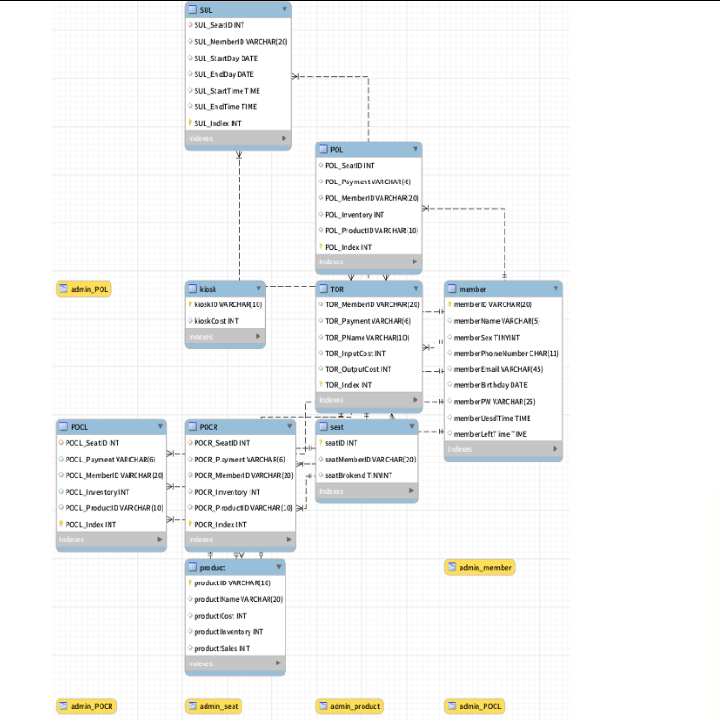 SUL
SUL_SeatID INT
SUL_MemberID VARCHAR(20)
SUL_StartDay DATE
SUL_EndDay DATE
SUL_StartTime TIME
SUL_EndTime TIME
SUL_Index INT
Indexes
POL
POL_SeatID INT
POL_Payment VARCHAR(6)
POL_MemberID VARCHAR(20)
POL_Inventory INT
POL_ProductID VARCHAR(10)
POL_Index INT
Indexes
admin_POL
kiosk
kioskID VARCHAR(10)
kioskCost INT
Indexes
TOR
TOR_MemberID VARCHAR(20)
TOR_Payment VARCHAR(6)
TOR_PName VARCHAR(10)
TOR_InputCost INT
TOR_OutputCost INT
TOR_Index INT
Indexes
member
memberID VARCHAR(20)
memberName VARCHAR(5)
memberSex TINYINT
memberPhoneNumber CHAR(11)
memberEmail VARCHAR(45)
memberBirthday DATE
memberPW VARCHAR(25)
memberUesdTime TIME
memberLeftTime TIME
Indexes
POCL
POCL_SeatID INT
POCL_Payment VARCHAR(6)
POCL_MemberID VARCHAR(20)
POCL_Inventory INT
POCL_ProductID VARCHAR(10)
POCL_Index INT
Indexes
POCR
POCR_SeatID INT
POCR_Payment VARCHAR(6)
POCR_MemberID VARCHAR(20)
POCR_Inventory INT
POCR_ProductID VARCHAR(10)
POCR_Index INT
Indexes
seat
seatID INT
seatMemberID VARCHAR(20)
seatBrokend TINYINT
Indexes
product
productID VARCHAR(10)
productName VARCHAR(20)
productCost INT
productInventory INT
productSales INT
Indexes
admin_member
admin_POCR
admin_seat
admin_product
admin_POCL